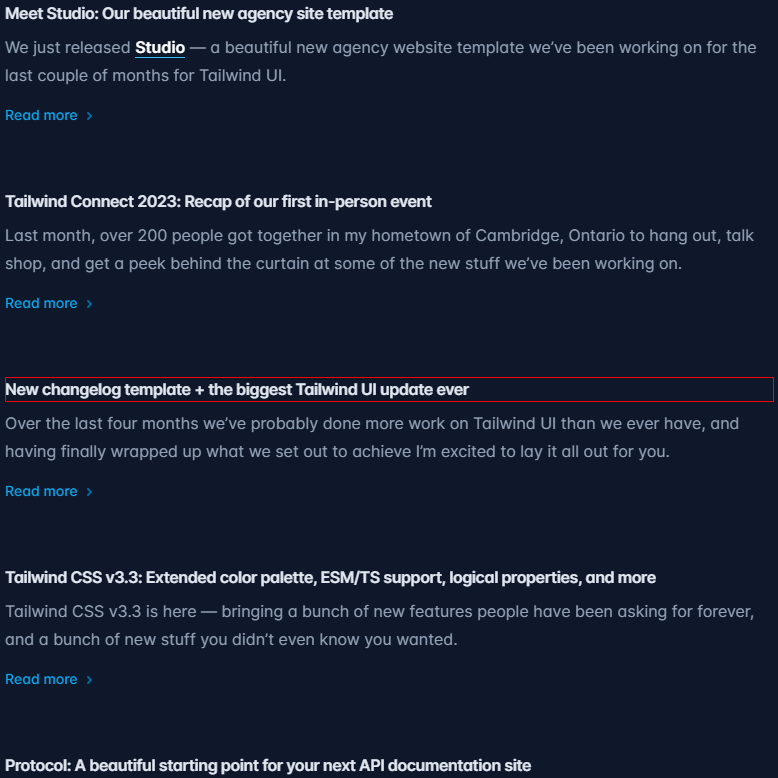 Meet Studio: Our beautiful new agency site template
We just released Studio — a beautiful new agency website template we’ve been working on for the
last couple of months for Tailwind UI.
Read more
Tailwind Connect 2023: Recap of our first in-person event
Last month, over 200 people got together in my hometown of Cambridge, Ontario to hang out, talk
shop, and get a peek behind the curtain at some of the new stuff we’ve been working on.
Read more
New changelog template + the biggest Tailwind UI update ever
Over the last four months we’ve probably done more work on Tailwind UI than we ever have, and
having finally wrapped up what we set out to achieve I’m excited to lay it all out for you.
Read more
Tailwind CSS v3.3: Extended color palette, ESM/TS support, logical properties, and more
Tailwind CSS v3.3 is here — bringing a bunch of new features people have been asking for forever,
and a bunch of new stuff you didn’t even know you wanted.
Read more
Protocol: A beautiful starting point for your next API documentation site